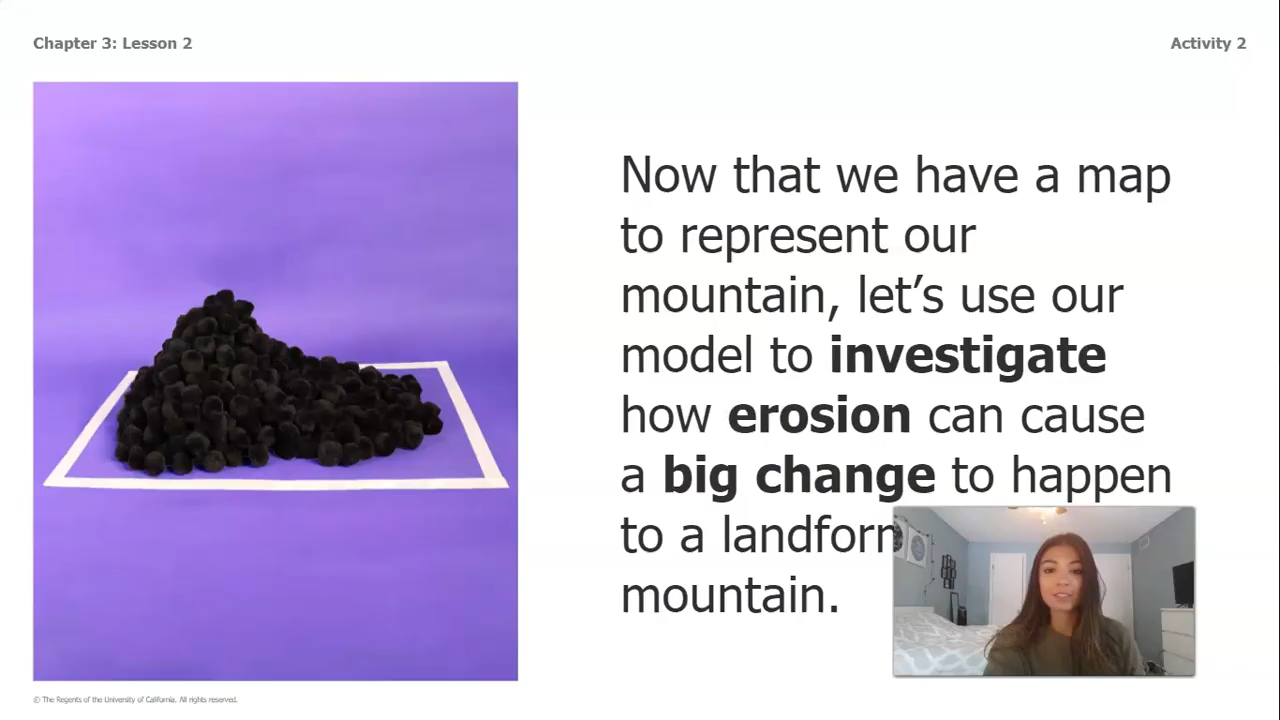 Chapter 3: Lesson 2
Activity 2
Now that we have a map
to represent our
mountain, let’s use our
model to investigate
how erosion can cause
a big change to happen
to a landform
mountain.
© The Regents of the University of California. All rights reserved.